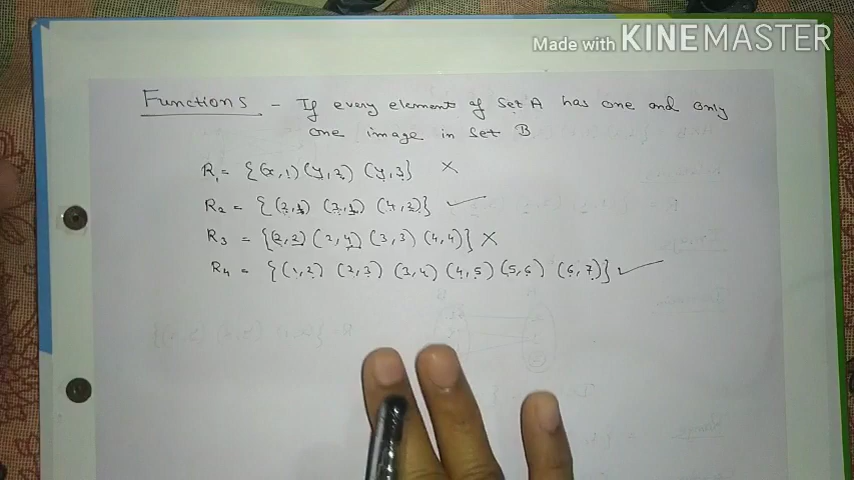 Made with KINEMASTER
Functions - If every element of Set A has one and only
one image in set B
R1 = {(x,1) (y,2) (y,3)} X
R2 = {(2,1) (3,1) (4,2)} ✓
R3 = {(2,2) (2,4) (3,3) (4,4)} X
R4 = {(1,2) (2,3) (3,4) (4,5) (5,6) (6,7)} ✓